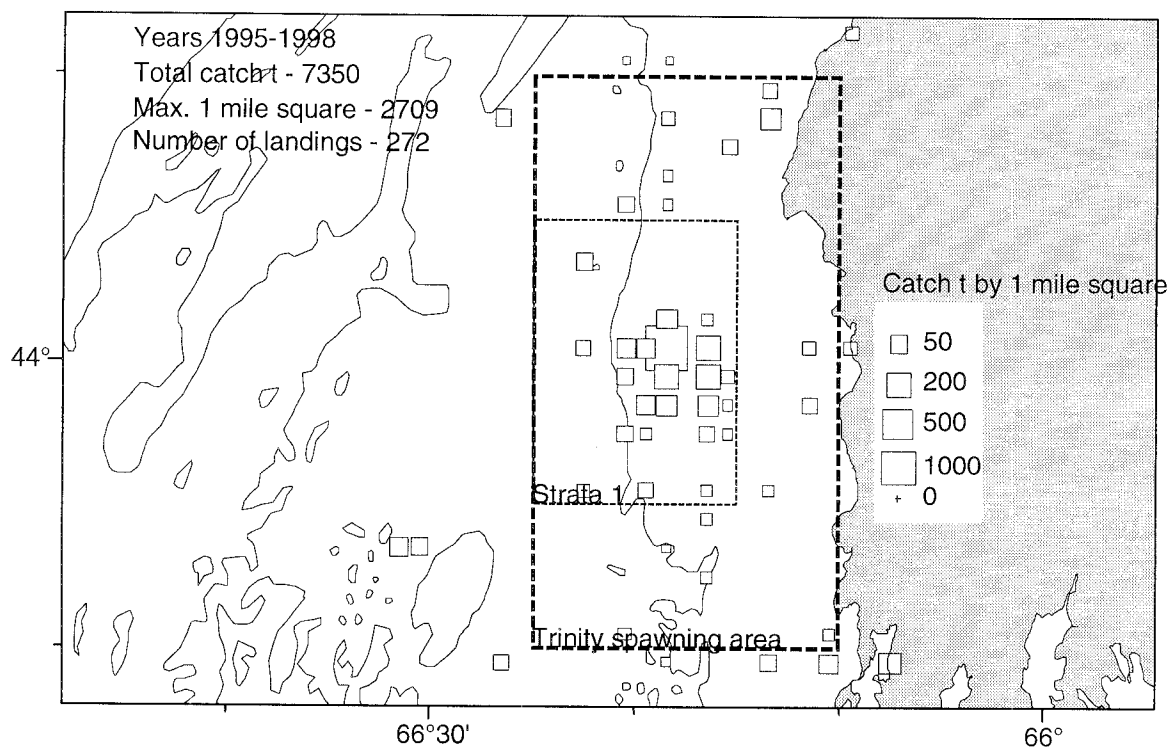 Years 1995-1998
Total catch t - 7350
Max. 1 mile square - 2709
Number of landings - 272
Catch t by 1 mile square
50
200
500
1000
0
44°
Strata 1
Trinity spawning area
66°30'
66°